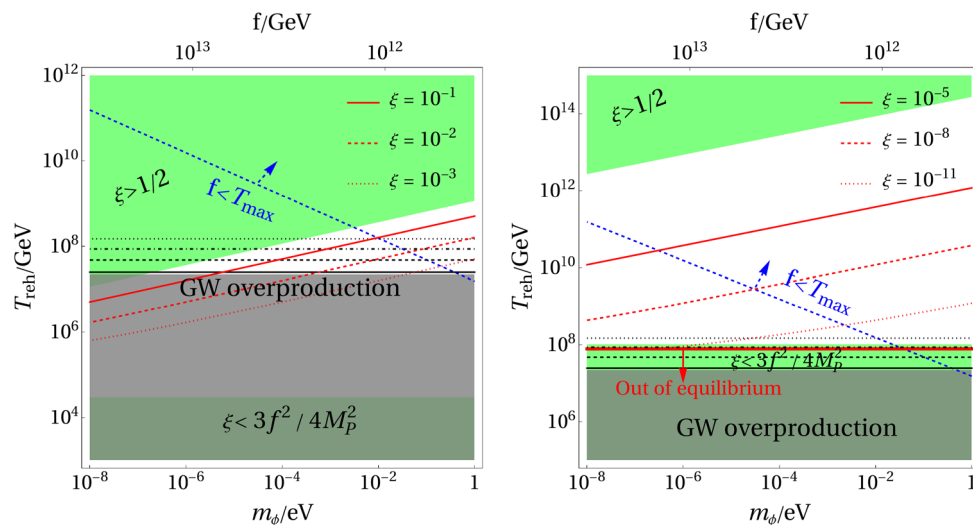 f/GeV
10^13
10^12
10^12
10^10
10^8
10^6
10^4
T_reh/GeV
ξ>1/2
f<T_max
ξ = 10^-1
ξ = 10^-2
ξ = 10^-3
GW overproduction
ξ< 3f^2 / 4M_P^2
10^-8
10^-6
10^-4
10^-2
1
m_ϕ/eV
f/GeV
10^13
10^12
10^14
10^12
10^10
10^8
10^6
T_reh/GeV
ξ>1/2
ξ = 10^-5
ξ = 10^-8
ξ = 10^-11
f<T_max
ξ< 3f^2 / 4M_P^2
Out of equilibrium
GW overproduction
10^-8
10^-6
10^-4
10^-2
1
m_ϕ/eV